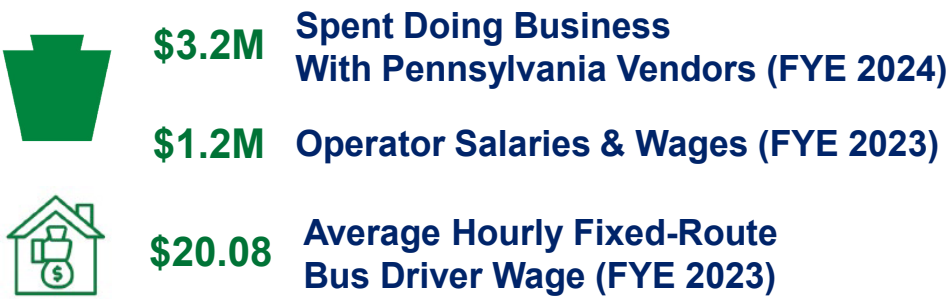 $3.2M Spent Doing Business
With Pennsylvania Vendors (FYE 2024)
$1.2M Operator Salaries & Wages (FYE 2023)
$
$20.08 Average Hourly Fixed-Route
Bus Driver Wage (FYE 2023)